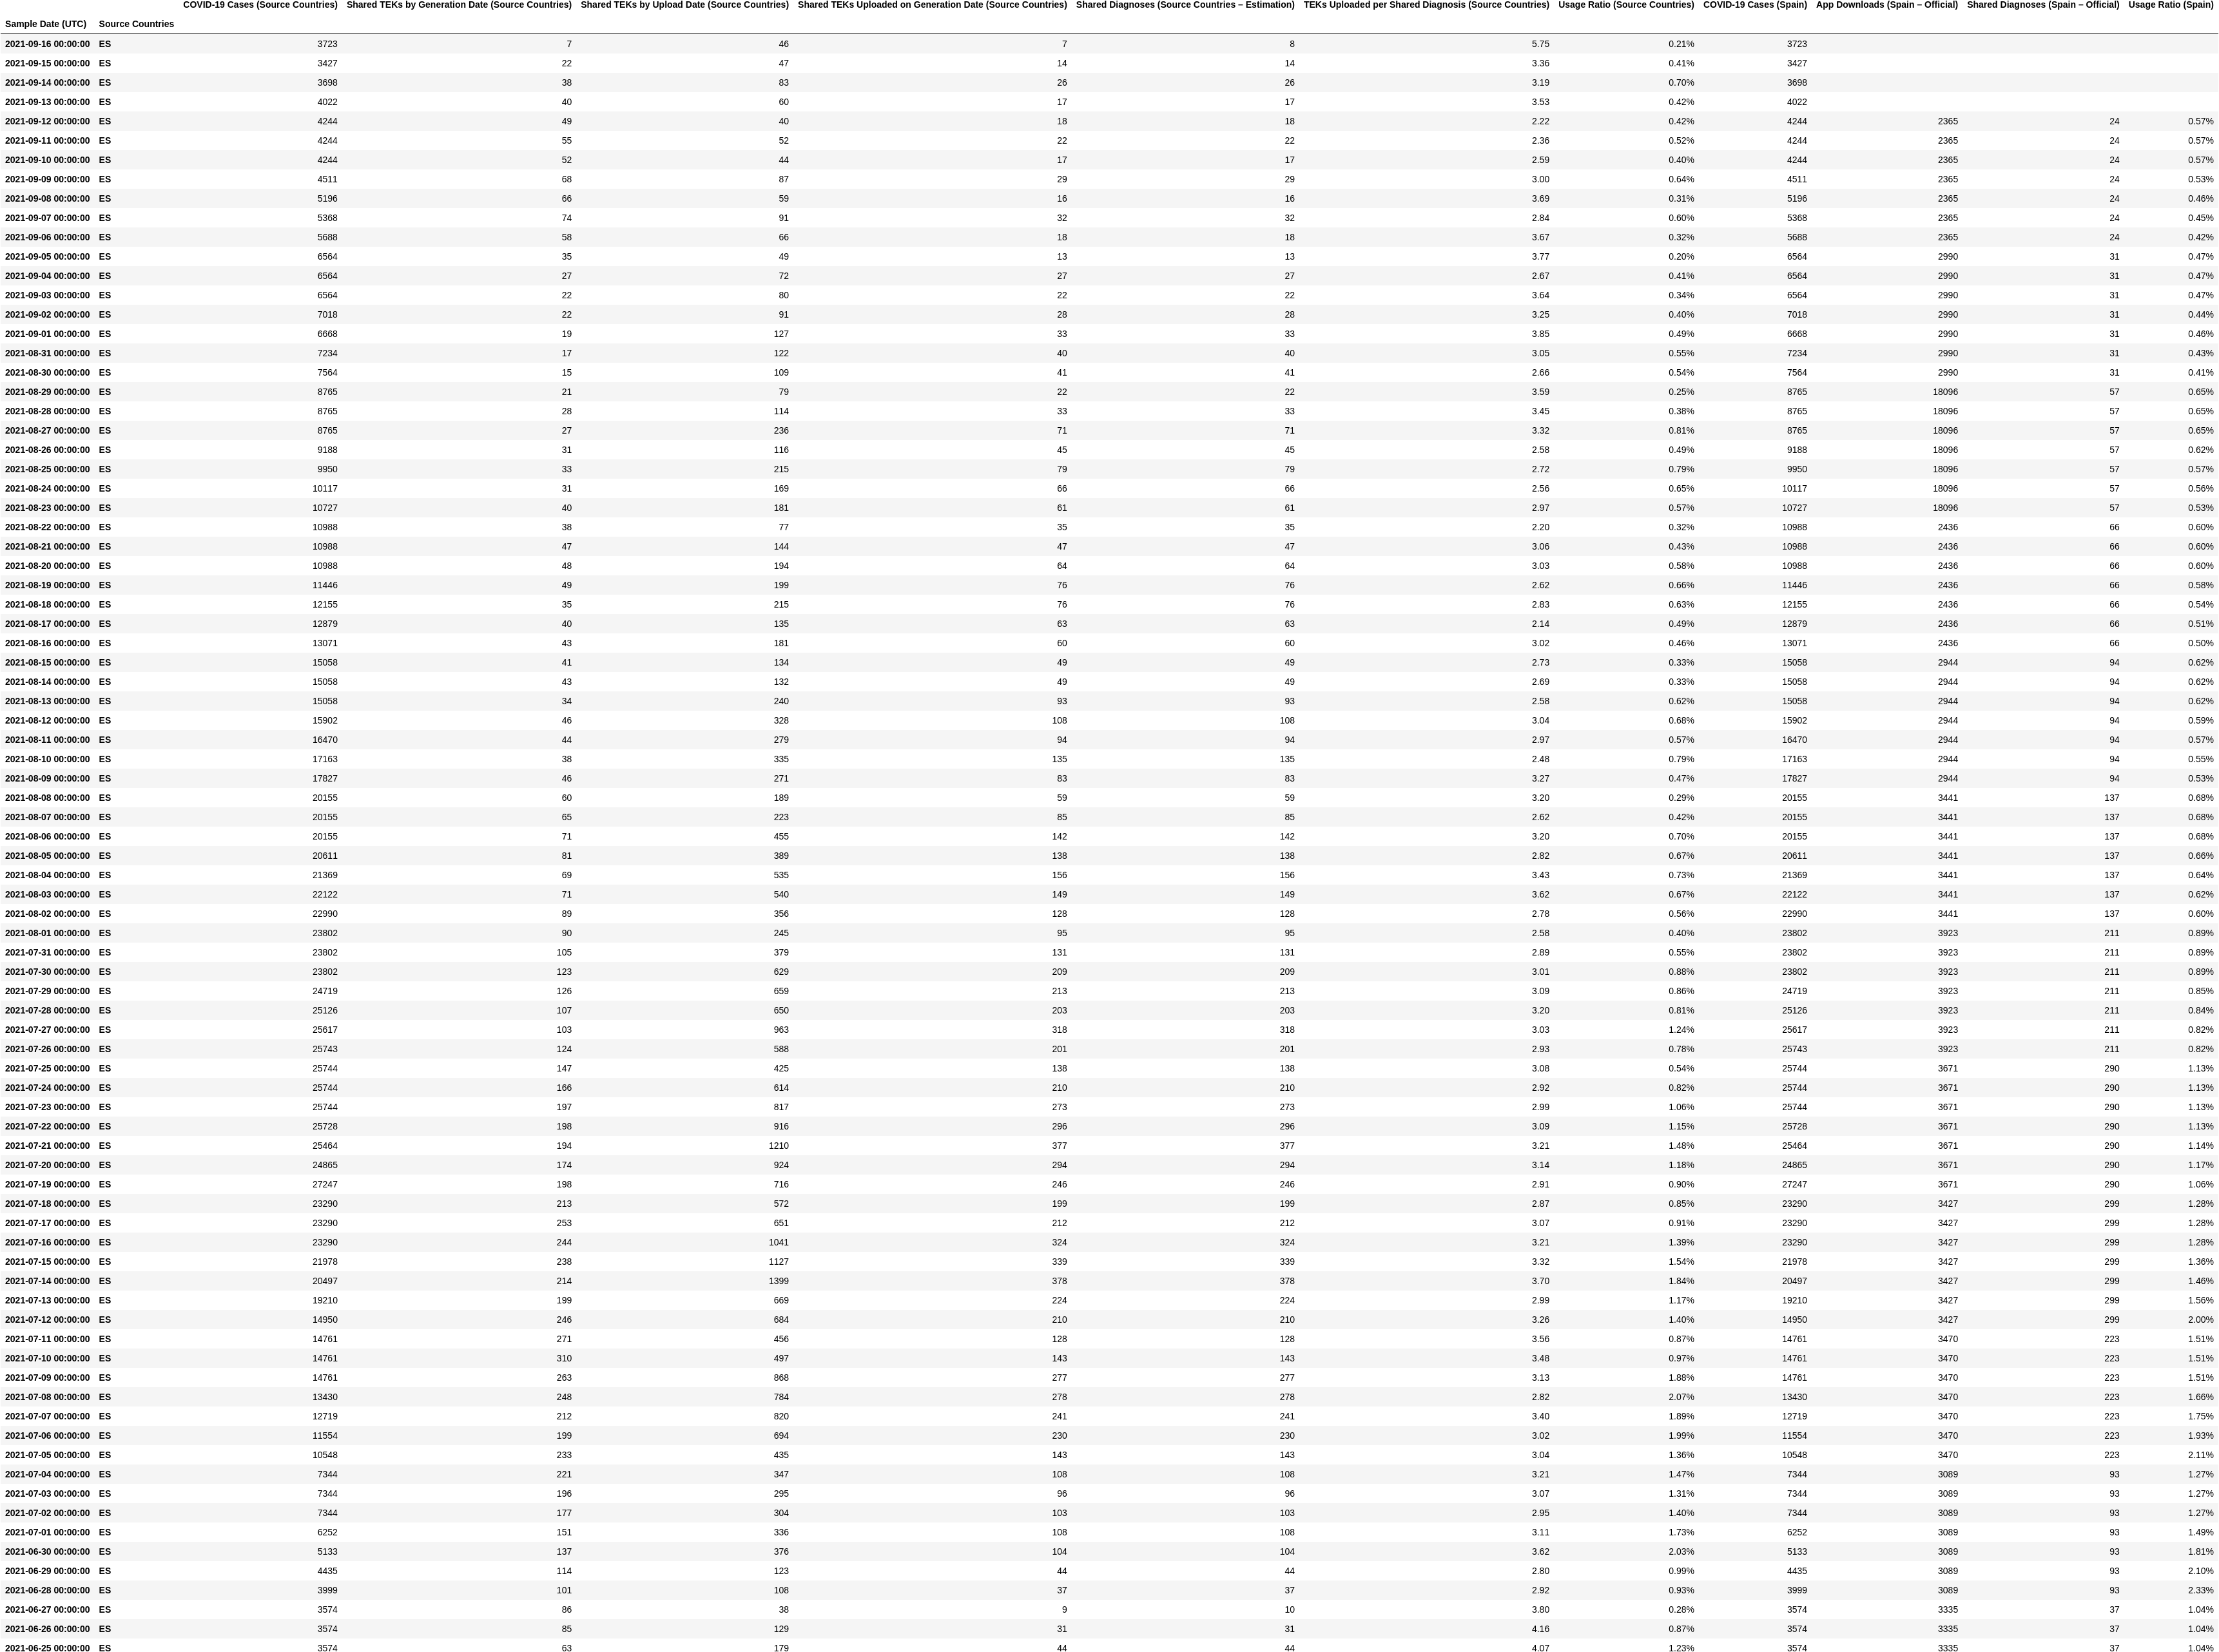 COVID-19 Cases (Source Countries) Shared TEKs by Generation Date (Source Countries) Shared TEKs by Upload Date (Source Countries) Shared TEKs Uploaded on Generation Date (Source Countries) Shared Diagnoses (Source Countries – Estimation) TEKs Uploaded per Shared Diagnosis (Source Countries) Usage Ratio (Source Countries) COVID-19 Cases (Spain) App Downloads (Spain – Official) Shared Diagnoses (Spain – Official) Usage Ratio (Spain)
Sample Date (UTC) Source Countries
2021-09-16 00:00:00 ES 3723 7 46 7 8 5.75 0.21% 3723
2021-09-15 00:00:00 ES 3427 22 47 14 14 3.36 0.41% 3427
2021-09-14 00:00:00 ES 3698 38 83 26 26 3.19 0.70% 3698
2021-09-13 00:00:00 ES 4022 40 60 17 17 3.53 0.42% 4022
2021-09-12 00:00:00 ES 4244 49 40 18 18 2.22 0.42% 4244 2365 24 0.57%
2021-09-11 00:00:00 ES 4244 55 52 22 22 2.36 0.52% 4244 2365 24 0.57%
2021-09-10 00:00:00 ES 4244 52 44 17 17 2.59 0.40% 4244 2365 24 0.57%
2021-09-09 00:00:00 ES 4511 68 87 29 29 3.00 0.64% 4511 2365 24 0.53%
2021-09-08 00:00:00 ES 5196 66 59 16 16 3.69 0.31% 5196 2365 24 0.46%
2021-09-07 00:00:00 ES 5368 74 91 32 32 2.84 0.60% 5368 2365 24 0.45%
2021-09-06 00:00:00 ES 5688 58 66 18 18 3.67 0.32% 5688 2365 24 0.42%
2021-09-05 00:00:00 ES 6564 35 49 13 13 3.77 0.20% 6564 2990 31 0.47%
2021-09-04 00:00:00 ES 6564 27 72 27 27 2.67 0.41% 6564 2990 31 0.47%
2021-09-03 00:00:00 ES 6564 22 80 22 22 3.64 0.34% 6564 2990 31 0.47%
2021-09-02 00:00:00 ES 7018 22 91 28 28 3.25 0.40% 7018 2990 31 0.44%
2021-09-01 00:00:00 ES 6668 19 127 33 33 3.85 0.49% 6668 2990 31 0.46%
2021-08-31 00:00:00 ES 7234 17 122 40 40 3.05 0.55% 7234 2990 31 0.43%
2021-08-30 00:00:00 ES 7564 15 109 41 41 2.66 0.54% 7564 2990 31 0.41%
2021-08-29 00:00:00 ES 8765 21 79 22 22 3.59 0.25% 8765 18096 57 0.65%
2021-08-28 00:00:00 ES 8765 28 114 33 33 3.45 0.38% 8765 18096 57 0.65%
2021-08-27 00:00:00 ES 8765 27 236 71 71 3.32 0.81% 8765 18096 57 0.65%
2021-08-26 00:00:00 ES 9188 31 116 45 45 2.58 0.49% 9188 18096 57 0.62%
2021-08-25 00:00:00 ES 9950 33 215 79 79 2.72 0.79% 9950 18096 57 0.57%
2021-08-24 00:00:00 ES 10117 31 169 66 66 2.56 0.65% 10117 18096 57 0.56%
2021-08-23 00:00:00 ES 10727 40 181 61 61 2.97 0.57% 10727 18096 57 0.53%
2021-08-22 00:00:00 ES 10988 38 77 35 35 2.20 0.32% 10988 2436 66 0.60%
2021-08-21 00:00:00 ES 10988 47 144 47 47 3.06 0.43% 10988 2436 66 0.60%
2021-08-20 00:00:00 ES 10988 48 194 64 64 3.03 0.58% 10988 2436 66 0.60%
2021-08-19 00:00:00 ES 11446 49 199 76 76 2.62 0.66% 11446 2436 66 0.58%
2021-08-18 00:00:00 ES 12155 35 215 76 76 2.83 0.63% 12155 2436 66 0.54%
2021-08-17 00:00:00 ES 12879 40 135 63 63 2.14 0.49% 12879 2436 66 0.51%
2021-08-16 00:00:00 ES 13071 43 181 60 60 3.02 0.46% 13071 2436 66 0.50%
2021-08-15 00:00:00 ES 15058 41 134 49 49 2.73 0.33% 15058 2944 94 0.62%
2021-08-14 00:00:00 ES 15058 43 132 49 49 2.69 0.33% 15058 2944 94 0.62%
2021-08-13 00:00:00 ES 15058 34 240 93 93 2.58 0.62% 15058 2944 94 0.62%
2021-08-12 00:00:00 ES 15902 46 328 108 108 3.04 0.68% 15902 2944 94 0.59%
2021-08-11 00:00:00 ES 16470 44 279 94 94 2.97 0.57% 16470 2944 94 0.57%
2021-08-10 00:00:00 ES 17163 38 335 135 135 2.48 0.79% 17163 2944 94 0.55%
2021-08-09 00:00:00 ES 17827 46 271 83 83 3.27 0.47% 17827 2944 94 0.53%
2021-08-08 00:00:00 ES 20155 60 189 59 59 3.20 0.29% 20155 3441 137 0.68%
2021-08-07 00:00:00 ES 20155 65 223 85 85 2.62 0.42% 20155 3441 137 0.68%
2021-08-06 00:00:00 ES 20155 71 455 142 142 3.20 0.70% 20155 3441 137 0.68%
2021-08-05 00:00:00 ES 20611 81 389 138 138 2.82 0.67% 20611 3441 137 0.66%
2021-08-04 00:00:00 ES 21369 69 535 156 156 3.43 0.73% 21369 3441 137 0.64%
2021-08-03 00:00:00 ES 22122 71 540 149 149 3.62 0.67% 22122 3441 137 0.62%
2021-08-02 00:00:00 ES 22990 89 356 128 128 2.78 0.56% 22990 3441 137 0.60%
2021-08-01 00:00:00 ES 23802 90 245 95 95 2.58 0.40% 23802 3923 211 0.89%
2021-07-31 00:00:00 ES 23802 105 379 131 131 2.89 0.55% 23802 3923 211 0.89%
2021-07-30 00:00:00 ES 23802 123 629 209 209 3.01 0.88% 23802 3923 211 0.89%
2021-07-29 00:00:00 ES 24719 126 659 213 213 3.09 0.86% 24719 3923 211 0.85%
2021-07-28 00:00:00 ES 25126 107 650 203 203 3.20 0.81% 25126 3923 211 0.84%
2021-07-27 00:00:00 ES 25617 103 963 318 318 3.03 1.24% 25617 3923 211 0.82%
2021-07-26 00:00:00 ES 25743 124 588 201 201 2.93 0.78% 25743 3923 211 0.82%
2021-07-25 00:00:00 ES 25744 147 425 138 138 3.08 0.54% 25744 3671 290 1.13%
2021-07-24 00:00:00 ES 25744 166 614 210 210 2.92 0.82% 25744 3671 290 1.13%
2021-07-23 00:00:00 ES 25744 197 817 273 273 2.99 1.06% 25744 3671 290 1.13%
2021-07-22 00:00:00 ES 25728 198 916 296 296 3.09 1.15% 25728 3671 290 1.13%
2021-07-21 00:00:00 ES 25464 194 1210 377 377 3.21 1.48% 25464 3671 290 1.14%
2021-07-20 00:00:00 ES 24865 174 924 294 294 3.14 1.18% 24865 3671 290 1.17%
2021-07-19 00:00:00 ES 27247 198 716 246 246 2.91 0.90% 27247 3671 290 1.06%
2021-07-18 00:00:00 ES 23290 213 572 199 199 2.87 0.85% 23290 3427 299 1.28%
2021-07-17 00:00:00 ES 23290 253 651 212 212 3.07 0.91% 23290 3427 299 1.28%
2021-07-16 00:00:00 ES 23290 244 1041 324 324 3.21 1.39% 23290 3427 299 1.28%
2021-07-15 00:00:00 ES 21978 238 1127 339 339 3.32 1.54% 21978 3427 299 1.36%
2021-07-14 00:00:00 ES 20497 214 1399 378 378 3.70 1.84% 20497 3427 299 1.46%
2021-07-13 00:00:00 ES 19210 199 669 224 224 2.99 1.17% 19210 3427 299 1.56%
2021-07-12 00:00:00 ES 14950 246 684 210 210 3.26 1.40% 14950 3427 299 2.00%
2021-07-11 00:00:00 ES 14761 271 456 128 128 3.56 0.87% 14761 3470 223 1.51%
2021-07-10 00:00:00 ES 14761 310 497 143 143 3.48 0.97% 14761 3470 223 1.51%
2021-07-09 00:00:00 ES 14761 263 868 277 277 3.13 1.88% 14761 3470 223 1.51%
2021-07-08 00:00:00 ES 13430 248 784 278 278 2.82 2.07% 13430 3470 223 1.66%
2021-07-07 00:00:00 ES 12719 212 820 241 241 3.40 1.89% 12719 3470 223 1.75%
2021-07-06 00:00:00 ES 11554 199 694 230 230 3.02 1.99% 11554 3470 223 1.93%
2021-07-05 00:00:00 ES 10548 233 435 143 143 3.04 1.36% 10548 3470 223 2.11%
2021-07-04 00:00:00 ES 7344 221 347 108 108 3.21 1.47% 7344 3089 93 1.27%
2021-07-03 00:00:00 ES 7344 196 295 96 96 3.07 1.31% 7344 3089 93 1.27%
2021-07-02 00:00:00 ES 7344 177 304 103 103 2.95 1.40% 7344 3089 93 1.27%
2021-07-01 00:00:00 ES 6252 151 336 108 108 3.11 1.73% 6252 3089 93 1.49%
2021-06-30 00:00:00 ES 5133 137 376 104 104 3.62 2.03% 5133 3089 93 1.81%
2021-06-29 00:00:00 ES 4435 114 123 44 44 2.80 0.99% 4435 3089 93 2.10%
2021-06-28 00:00:00 ES 3999 101 108 37 37 2.92 0.93% 3999 3089 93 2.33%
2021-06-27 00:00:00 ES 3574 86 38 9 10 3.80 0.28% 3574 3335 37 1.04%
2021-06-26 00:00:00 ES 3574 85 129 31 31 4.16 0.87% 3574 3335 37 1.04%
2021-06-25 00:00:00 ES 3574 63 179 44 44 4.07 1.23% 3574 3335 37 1.04%